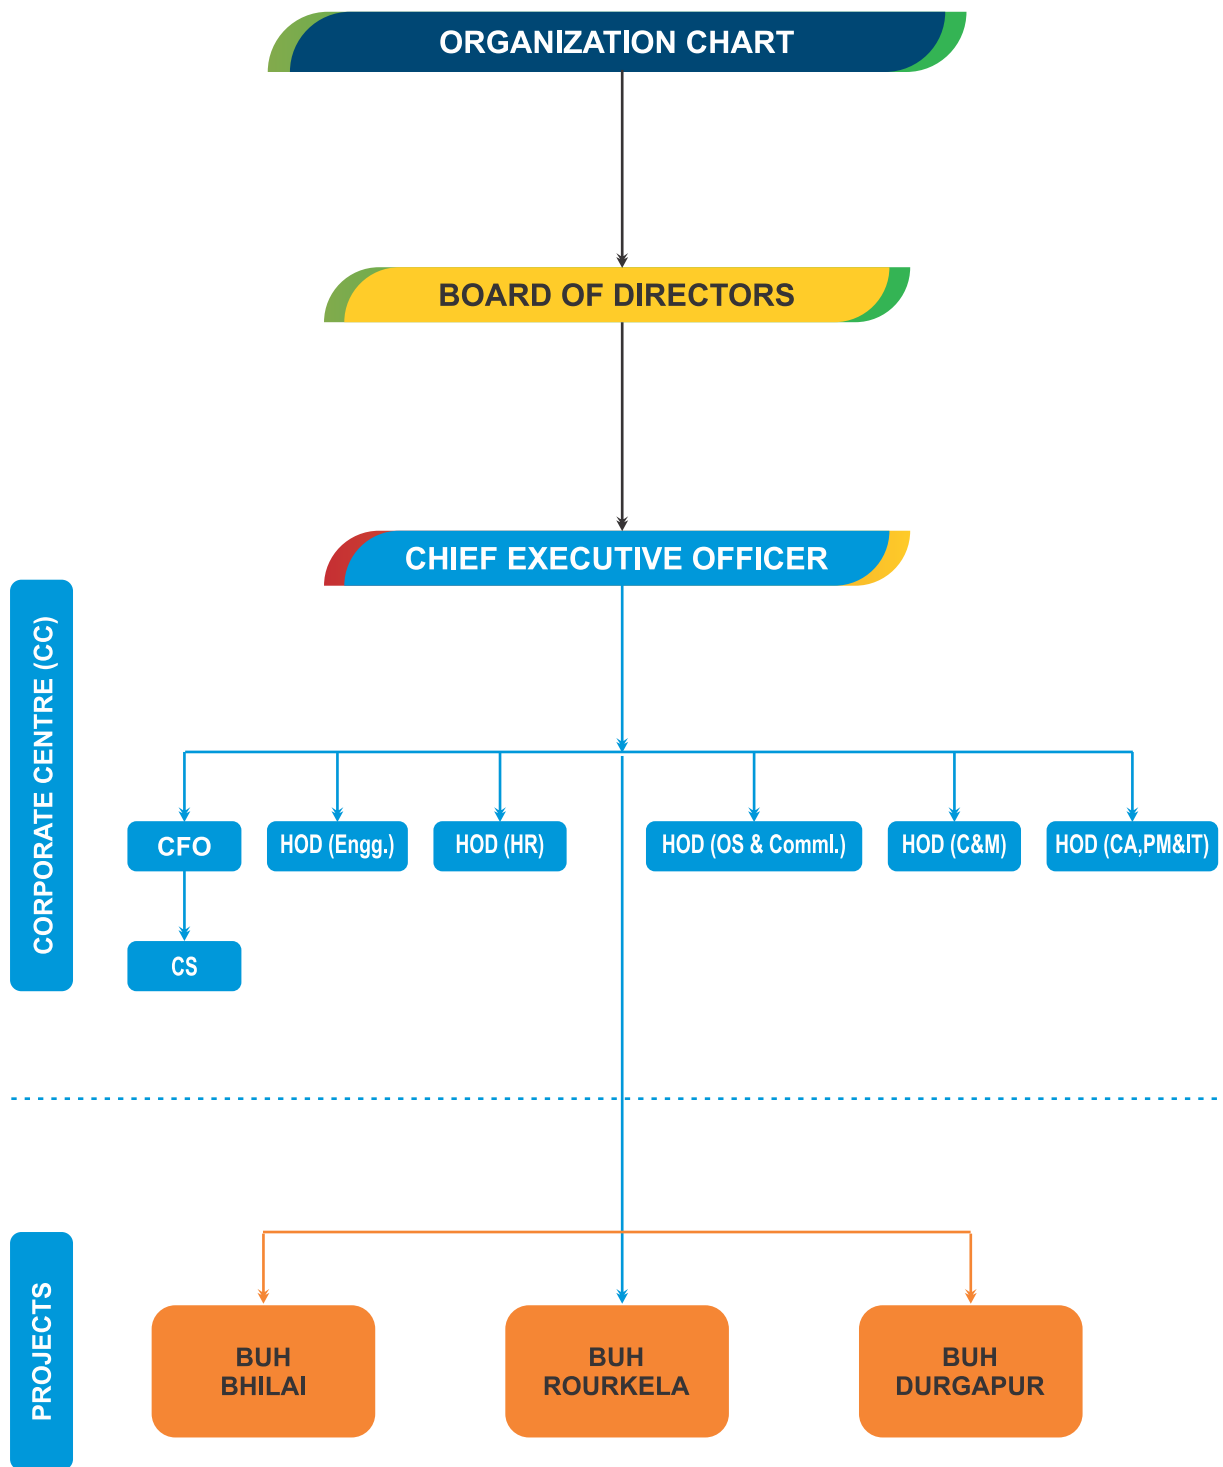 ORGANIZATION CHART
BOARD OF DIRECTORS
CHIEF EXECUTIVE OFFICER
CORPORATE CENTRE (CC)
CFO
HOD (Engg.)
HOD (HR)
HOD (OS & Comml.)
HOD (C&M)
HOD (CA,PM&IT)
CS
PROJECTS
BUH
BHILAI
BUH
ROURKELA
BUH
DURGAPUR